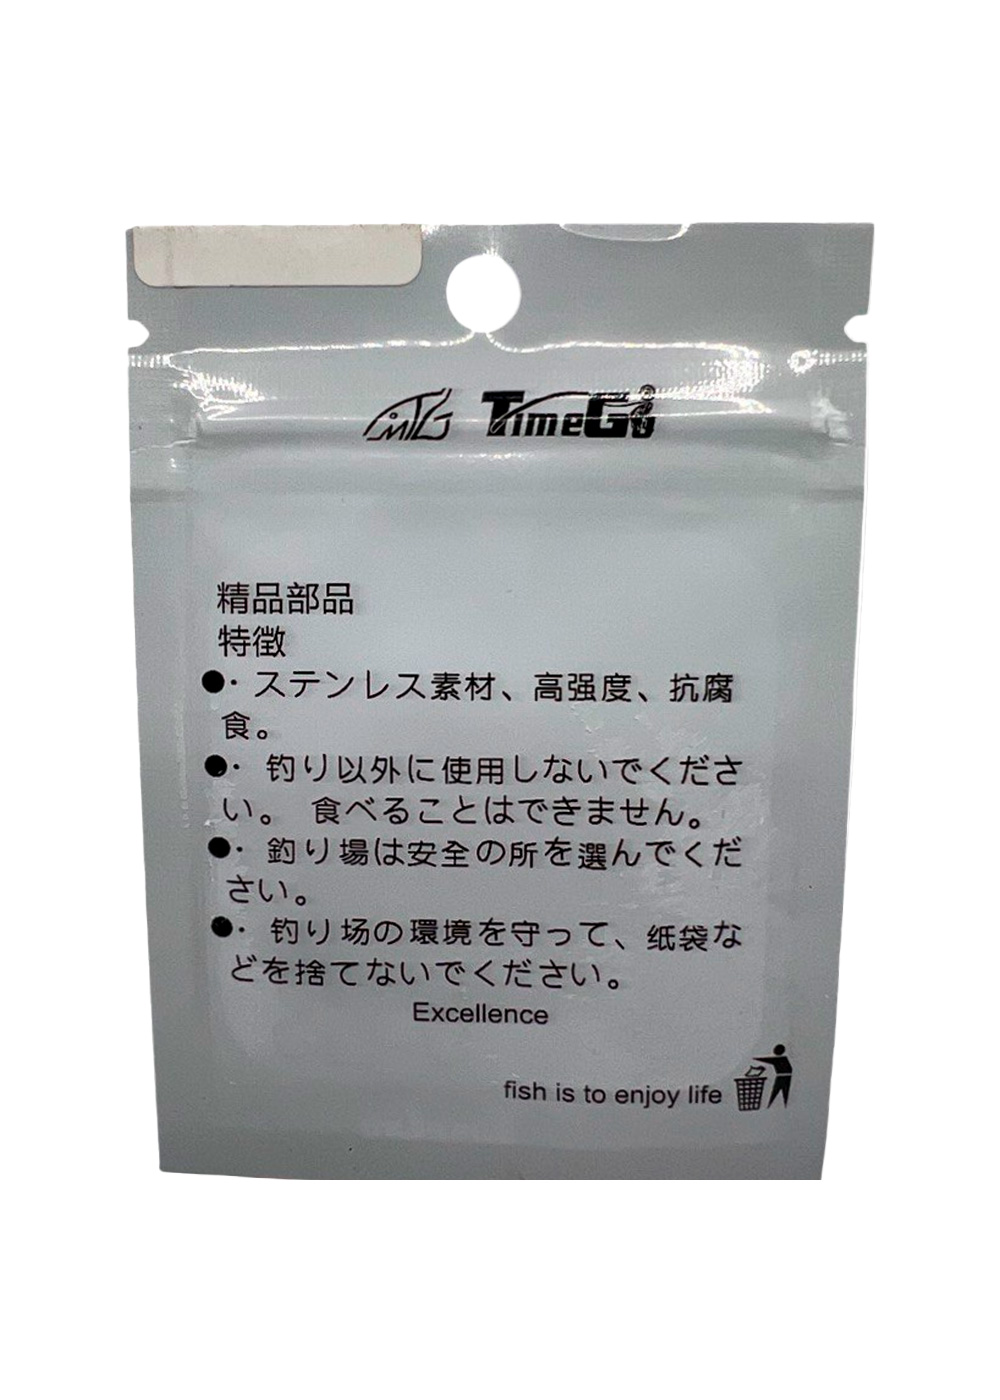 MTG TimeGo
精品部品
特徴
●・ステンレス素材、高强度、抗腐
食。
●・釣り以外に使用しないでくださ
い。 食べることはできません。
●・釣り場は安全の所を選んでくだ
さい。
●・釣り场の環境を守って、纸袋な
どを捨てないでください。
Excellence
fish is to enjoy life